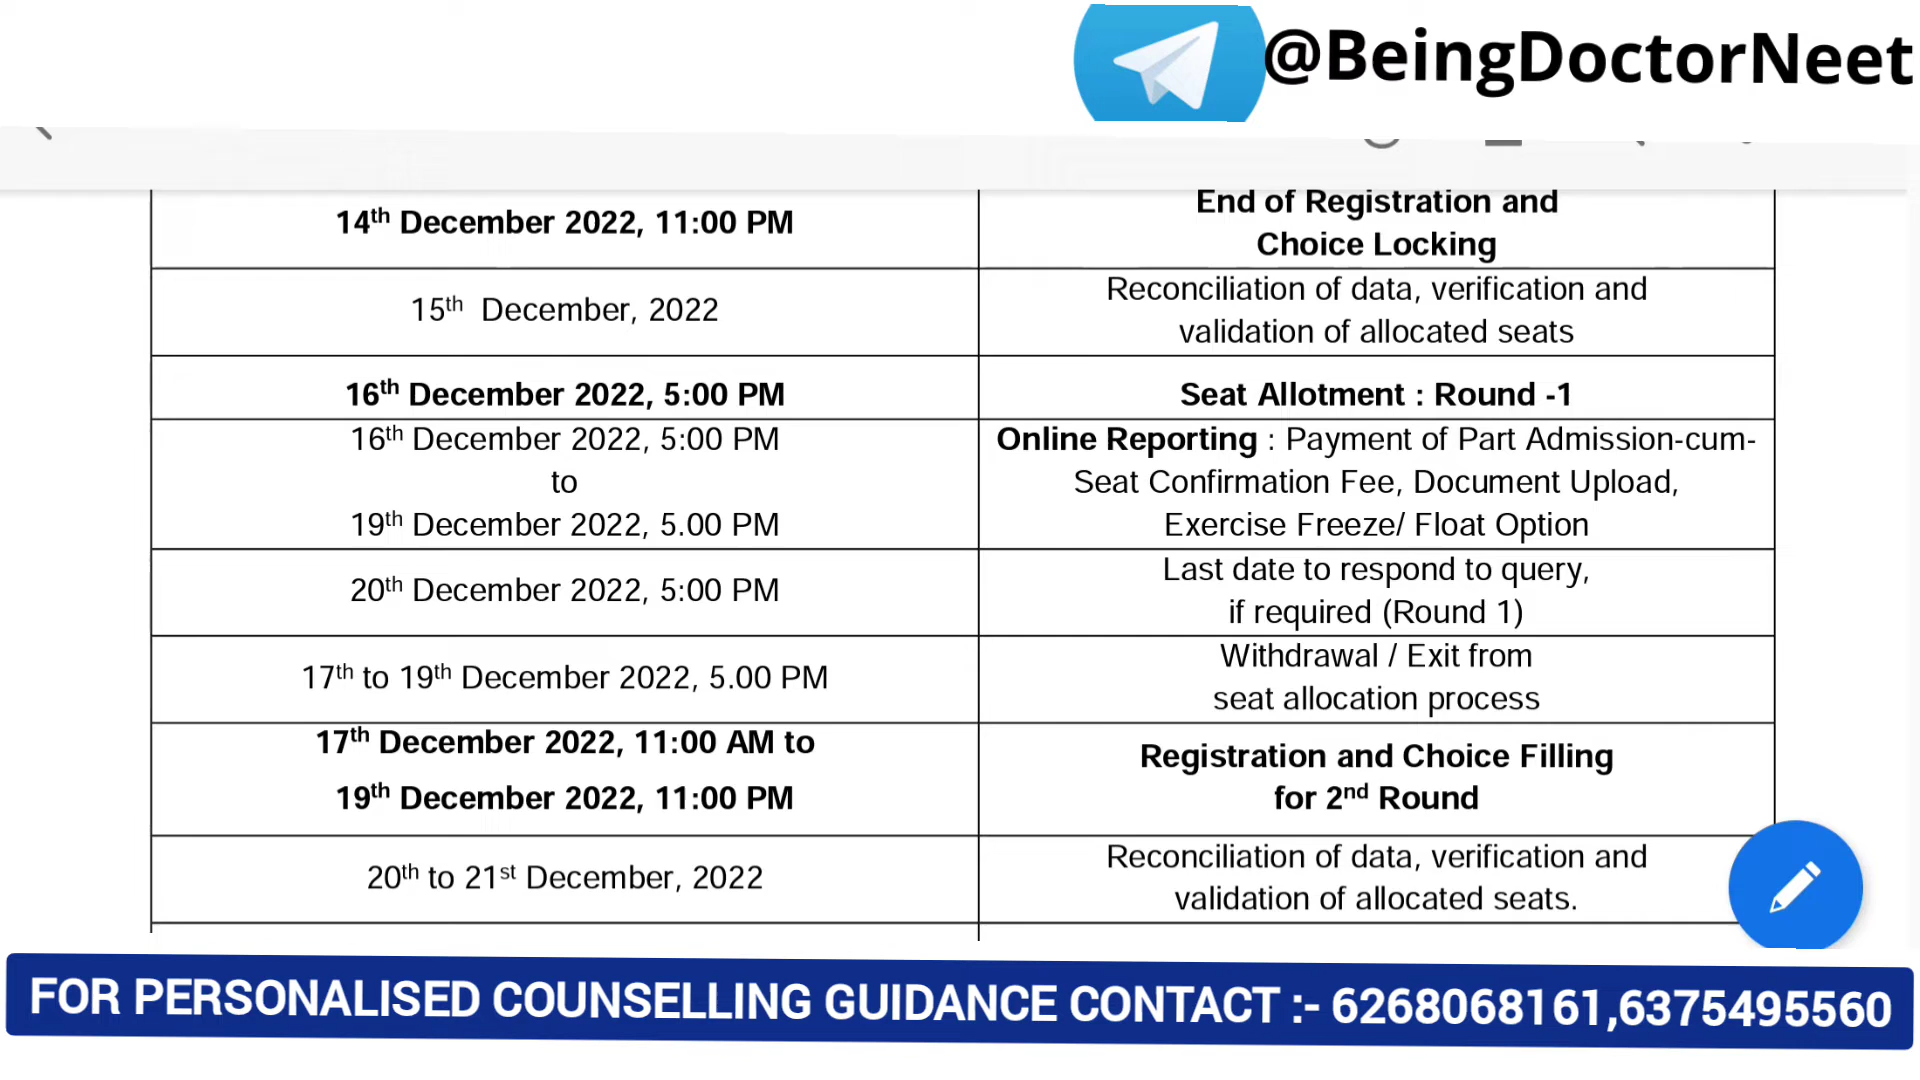 @BeingDoctorNeet
14th December 2022, 11:00 PM
End of Registration and
Choice Locking
15th December, 2022
Reconciliation of data, verification and
validation of allocated seats
16th December 2022, 5:00 PM
Seat Allotment : Round -1
16th December 2022, 5:00 PM
to
19th December 2022, 5.00 PM
Online Reporting : Payment of Part Admission-cum-
Seat Confirmation Fee, Document Upload,
Exercise Freeze/ Float Option
20th December 2022, 5:00 PM
Last date to respond to query,
if required (Round 1)
17th to 19th December 2022, 5.00 PM
Withdrawal / Exit from
seat allocation process
17th December 2022, 11:00 AM to
19th December 2022, 11:00 PM
Registration and Choice Filling
for 2nd Round
20th to 21st December, 2022
Reconciliation of data, verification and
validation of allocated seats.
FOR PERSONALISED COUNSELLING GUIDANCE CONTACT :- 6268068161,6375495560